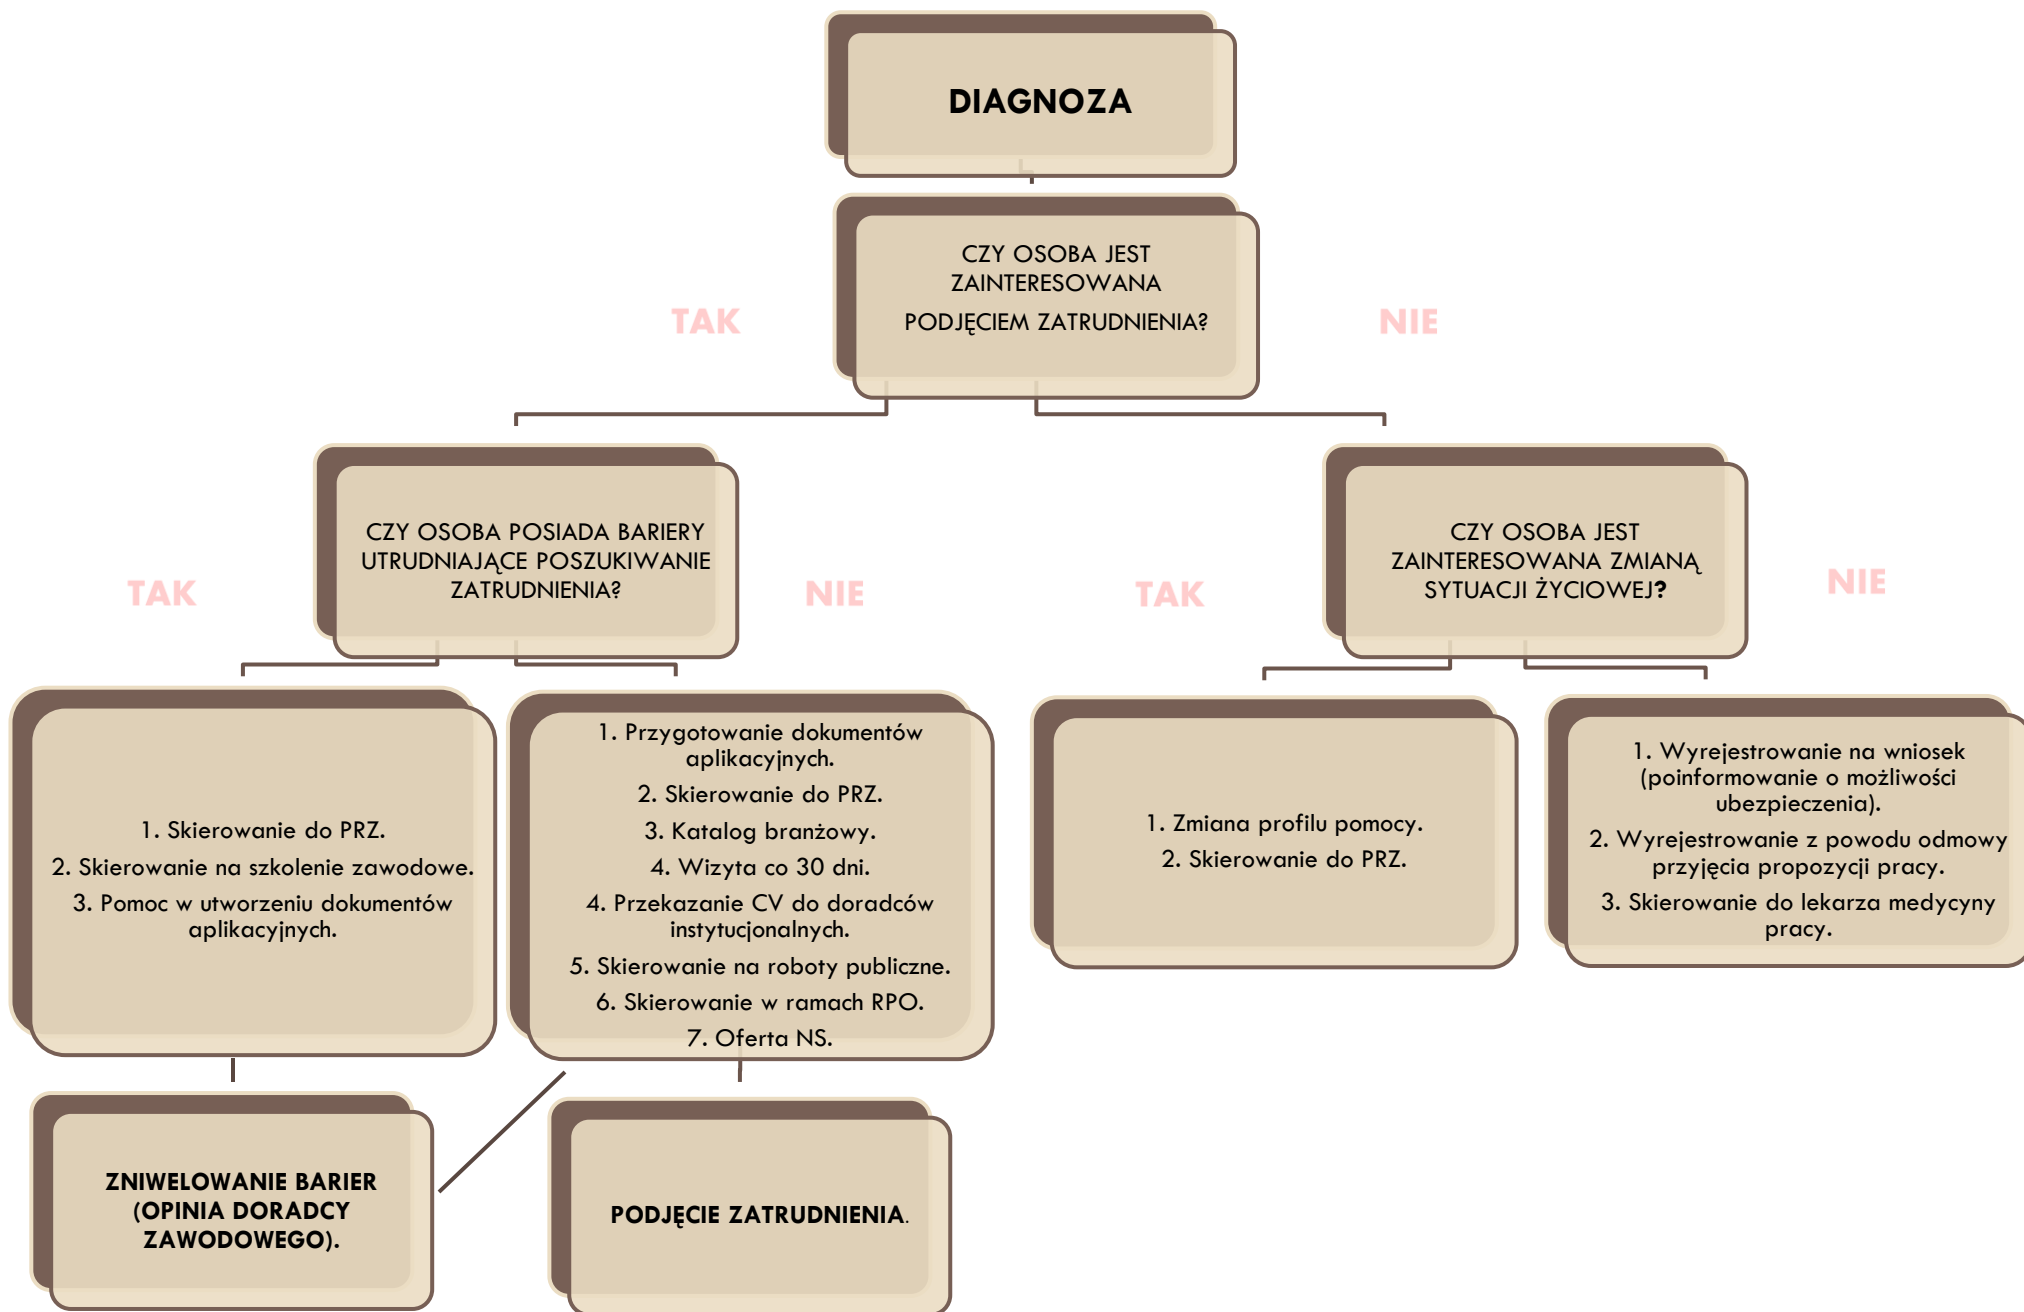 DIAGNOZA
CZY OSOBA JEST
ZAINTERESOWANA
PODJĘCIEM ZATRUDNIENIA?
TAK
NIE
CZY OSOBA POSIADA BARIERY
UTRUDNIAJĄCE POSZUKIWANIE
ZATRUDNIENIA?
CZY OSOBA JEST
ZAINTERESOWANA ZMIANĄ
SYTUACJI ŻYCIOWEJ?
TAK
NIE
TAK
NIE
1. Skierowanie do PRZ.
2. Skierowanie na szkolenie zawodowe.
3. Pomoc w utworzeniu dokumentów
aplikacyjnych.
1. Przygotowanie dokumentów
aplikacyjnych.
2. Skierowanie do PRZ.
3. Katalog branżowy.
4. Wizyta co 30 dni.
4. Przekazanie CV do doradców
instytucjonalnych.
5. Skierowanie na roboty publiczne.
6. Skierowanie w ramach RPO.
7. Oferta NS.
1. Zmiana profilu pomocy.
2. Skierowanie do PRZ.
1. Wyrejestrowanie na wniosek
(poinformowanie o możliwości
ubezpieczenia).
2. Wyrejestrowanie z powodu odmowy
przyjęcia propozycji pracy.
3. Skierowanie do lekarza medycyny
pracy.
ZNIWELOWANIE BARIER
(OPINIA DORADCY
ZAWODOWEGO).
PODJĘCIE ZATRUDNIENIA.